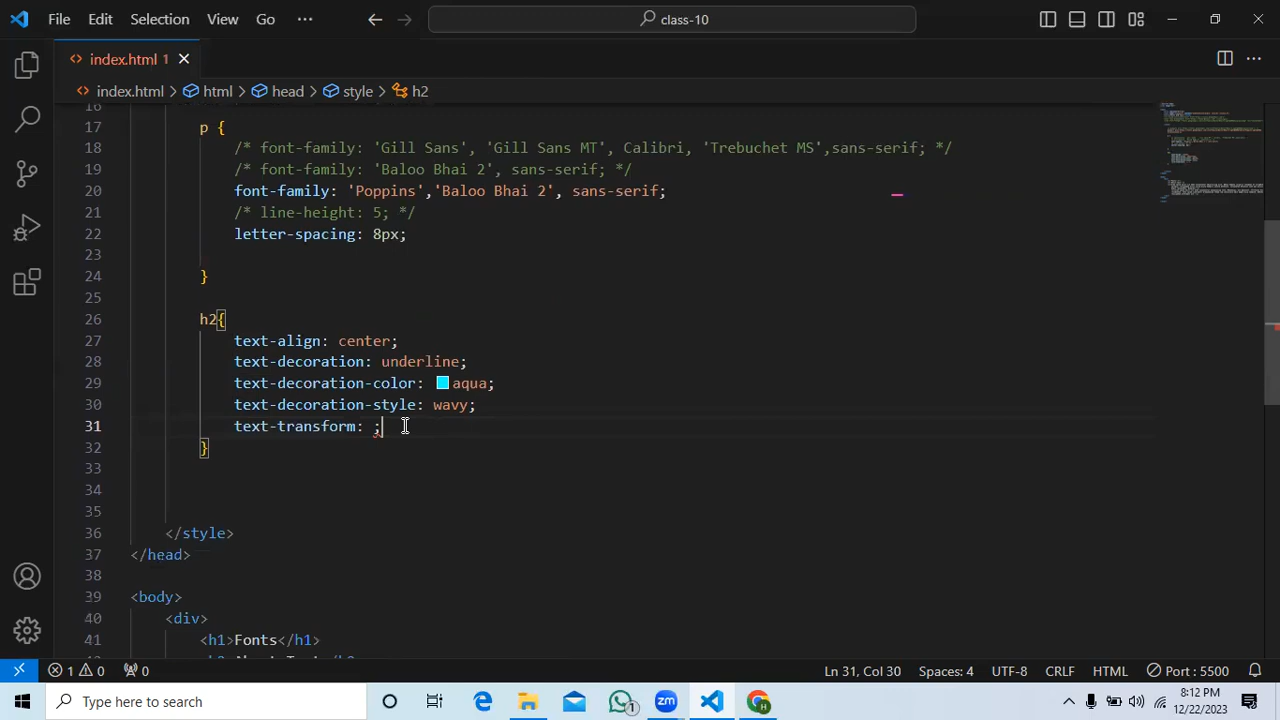 File Edit Selection View Go ··· class-10
index.html 1
index.html > html > head > style > h2
16
17 p {
18 /* font-family: 'Gill Sans', 'Gill Sans MT', Calibri, 'Trebuchet MS',sans-serif; */
19 /* font-family: 'Baloo Bhai 2', sans-serif; */
20 font-family: 'Poppins','Baloo Bhai 2', sans-serif;
21 /* line-height: 5; */
22 letter-spacing: 8px;
23
24 }
25
26 h2{
27 text-align: center;
28 text-decoration: underline;
29 text-decoration-color: aqua;
30 text-decoration-style: wavy;
31 text-transform: ;
32 }
33
34
35
36 </style>
37 </head>
38
39 <body>
40 <div>
41 <h1>Fonts</h1>
1 0 0 Ln 31, Col 30 Spaces: 4 UTF-8 CRLF HTML Port : 5500
Type here to search 1 zm 8:12 PM
12/22/2023